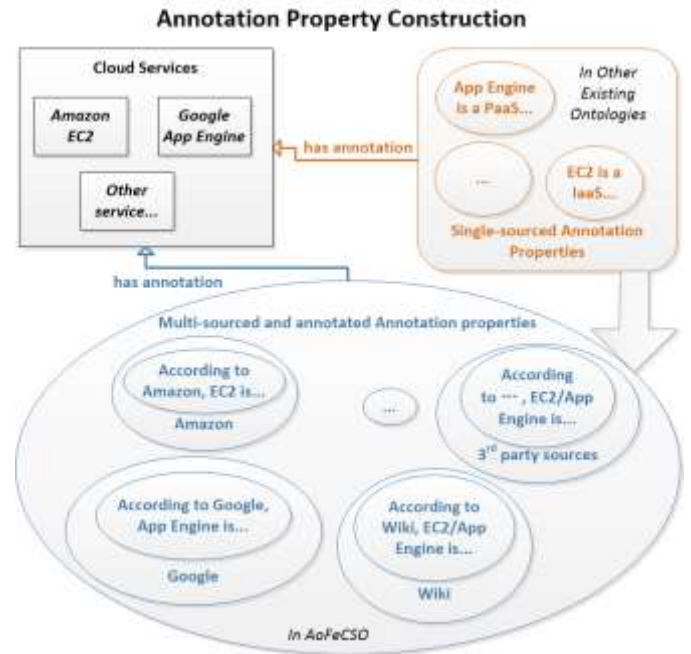 Annotation Property Construction
Cloud Services
Amazon
EC2
Google
App Engine
Other
service...
has annotation
App Engine
is a PaaS...
In Other
Existing
Ontologies
...
EC2 is a
IaaS...
Single-sourced Annotation
Properties
has annotation
Multi-sourced and annotated Annotation properties
According to
Amazon, EC2 is...
Amazon
...
According
to ··· , EC2/App
Engine is...
3rd party sources
According to Google,
App Engine is...
Google
According to
Wiki, EC2/App
Engine is...
Wiki
In AoFeCSO